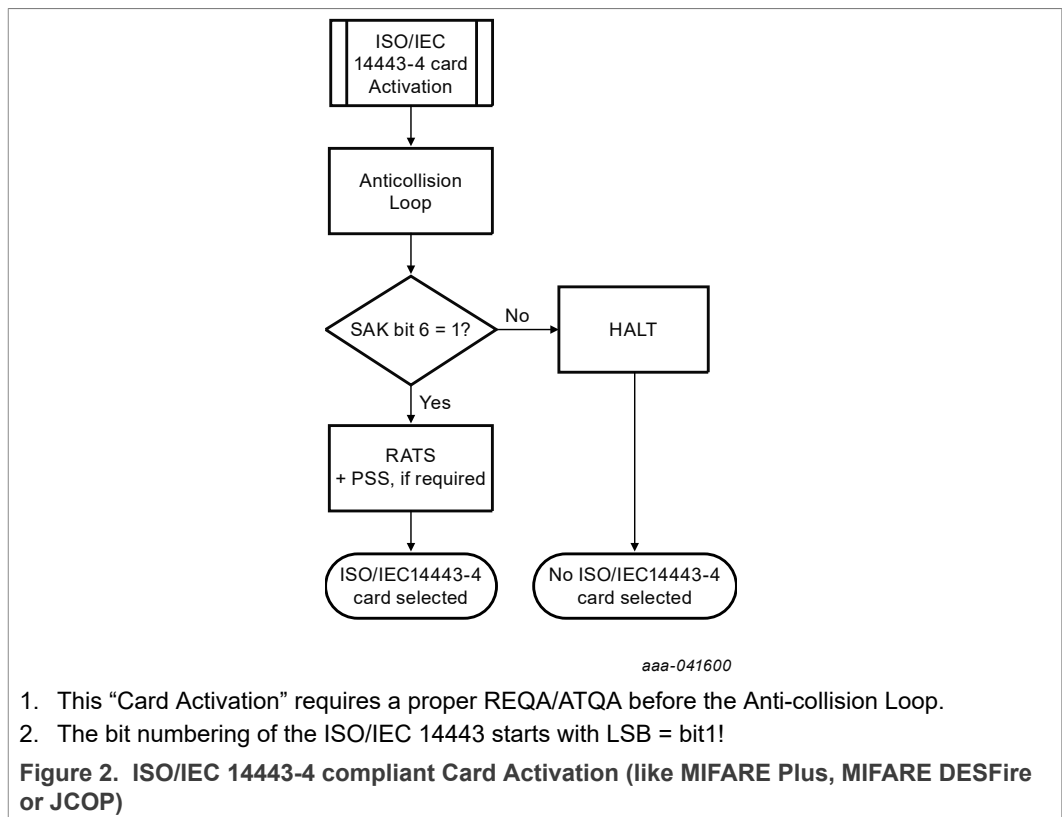 ISO/IEC
14443-4 card
Activation
Anticollision
Loop
SAK bit 6 = 1?
No
HALT
Yes
RATS
+ PSS, if required
ISO/IEC14443-4
card selected
No ISO/IEC14443-4
card selected
aaa-041600
1. This “Card Activation” requires a proper REQA/ATQA before the Anti-collision Loop.
2. The bit numbering of the ISO/IEC 14443 starts with LSB = bit1!
Figure 2. ISO/IEC 14443-4 compliant Card Activation (like MIFARE Plus, MIFARE DESFire
or JCOP)